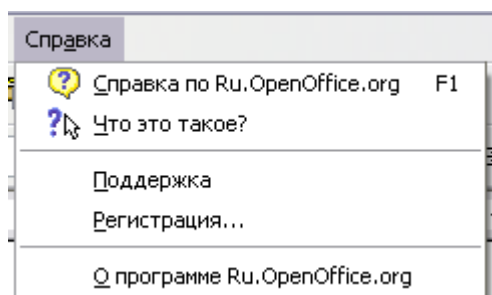 Справка
Справка по Ru.OpenOffice.org F1
Что это такое?
Поддержка
Регистрация...
О программе Ru.OpenOffice.org